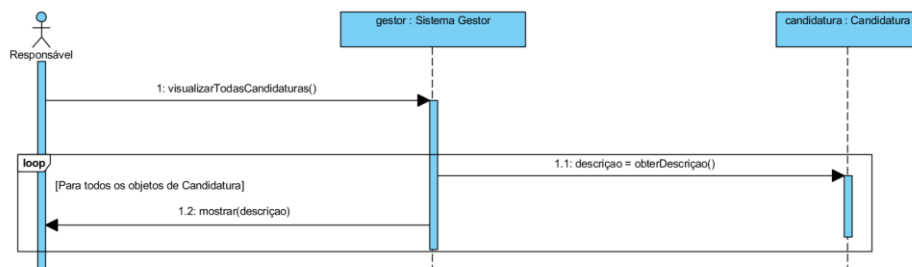 gestor : Sistema Gestor
candidatura : Candidatura
Responsável
1: visualizarTodasCandidaturas()
loop
1.1: descriçao = obterDescriçao()
[Para todos os objetos de Candidatura]
1.2: mostrar(descriçao)